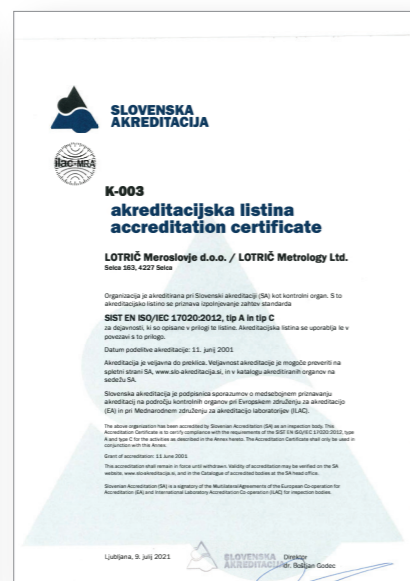 SLOVENSKA
AKREDITACIJA
ilac-MRA
K-003
akreditacijska listina
accreditation certificate
LOTRIČ Meroslovje d.o.o. / LOTRIČ Metrology Ltd.
Selca 163, 4227 Selca
Organizacija je akreditirana pri Slovenski akreditaciji (SA) kot kontrolni organ. S to
akreditacijsko listino se priznava izpolnjevanje zahtev standarda
SIST EN ISO/IEC 17020:2012, tip A in tip C
za dejavnosti, ki so opisane v prilogi te listine. Akreditacijska listina se uporablja le v
povezavi s to prilogo.
Datum podelitve akreditacije: 11. junij 2001
Akreditacija je veljavna do preklica. Veljavnost akreditacije je mogoče preveriti na
spletni strani SA, www.slo-akreditacija.si, in v katalogu akreditiranih organov na
sedežu SA.
Slovenska akreditacija je podpisnica sporazumov o medsebojnem priznavanju
akreditacij na področju kontrolnih organov pri Evropskem združenju za akreditacijo
(EA) in pri Mednarodnem združenju za akreditacijo laboratorijev (ILAC).
The above organization has been accredited by Slovenian Accreditation (SA) as an inspection body. This
Accreditation Certificate is to certify compliance with the requirements of the SIST EN ISO/IEC 17020:2012, type
A and type C for the activities as described in the Annex hereto. The Accreditation Certificate shall only be used in
conjunction with this Annex.
Grant of accreditation: 11 June 2001
This accreditation shall remain in force until withdrawn. Validity of accreditation may be verified on the SA
website, www.slo-akreditacija.si, and in the Catalogue of accredited bodies at the SA head office.
Slovenian Accreditation (SA) is a signatory of the Multilateral Agreements of the European Co-operation for
Accreditation (EA) and International Laboratory Accreditation Co-operation (ILAC) for inspection bodies.
Ljubljana, 9. julij 2021
SLOVENSKA
AKREDITACIJA
Direktor
dr. Boštjan Godec